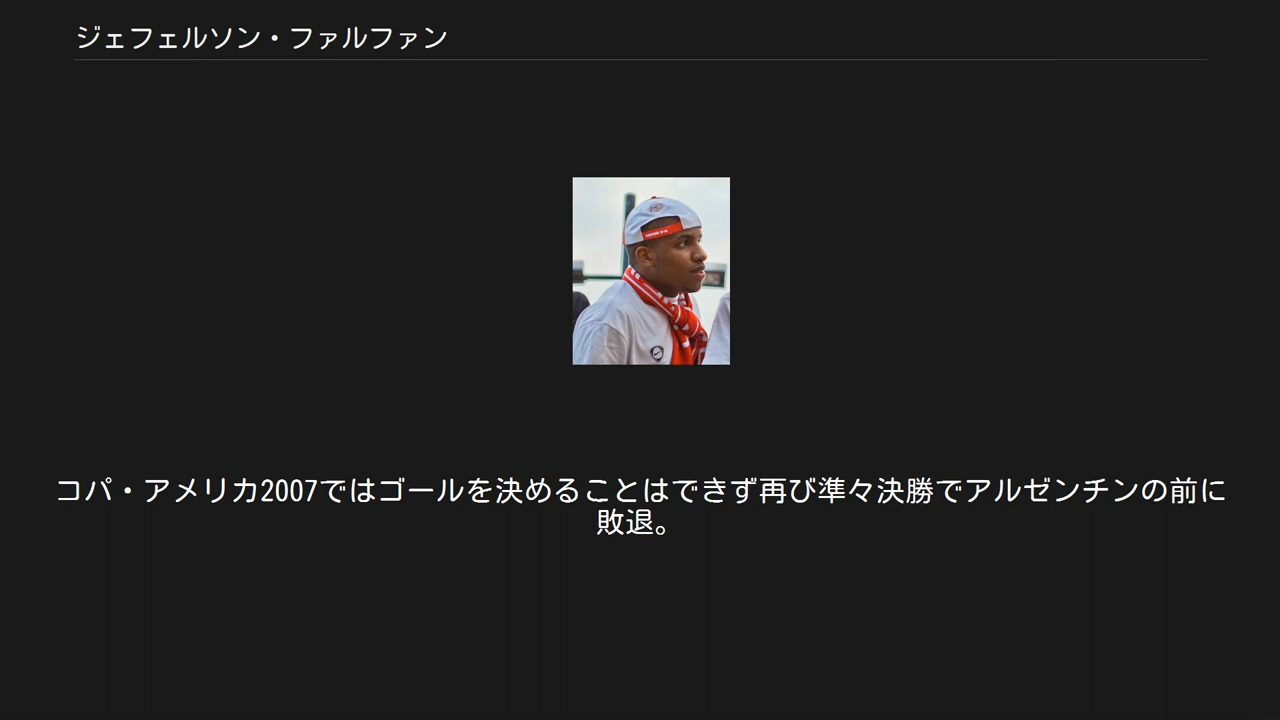 ジェフェルソン・ファルファン
コパ・アメリカ2007ではゴールを決めることはできず再び準々決勝でアルゼンチンの前に
敗退。